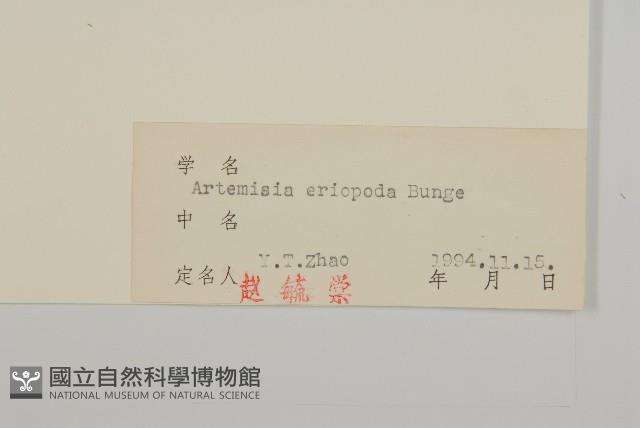 学 名
Artemisia eriopoda Bunge
中 名
Y.T.Zhao 1994.11.15.
定名人 赵毓棠 年 月 日
國立自然科學博物館
NATIONAL MUSEUM OF NATURAL SCIENCE